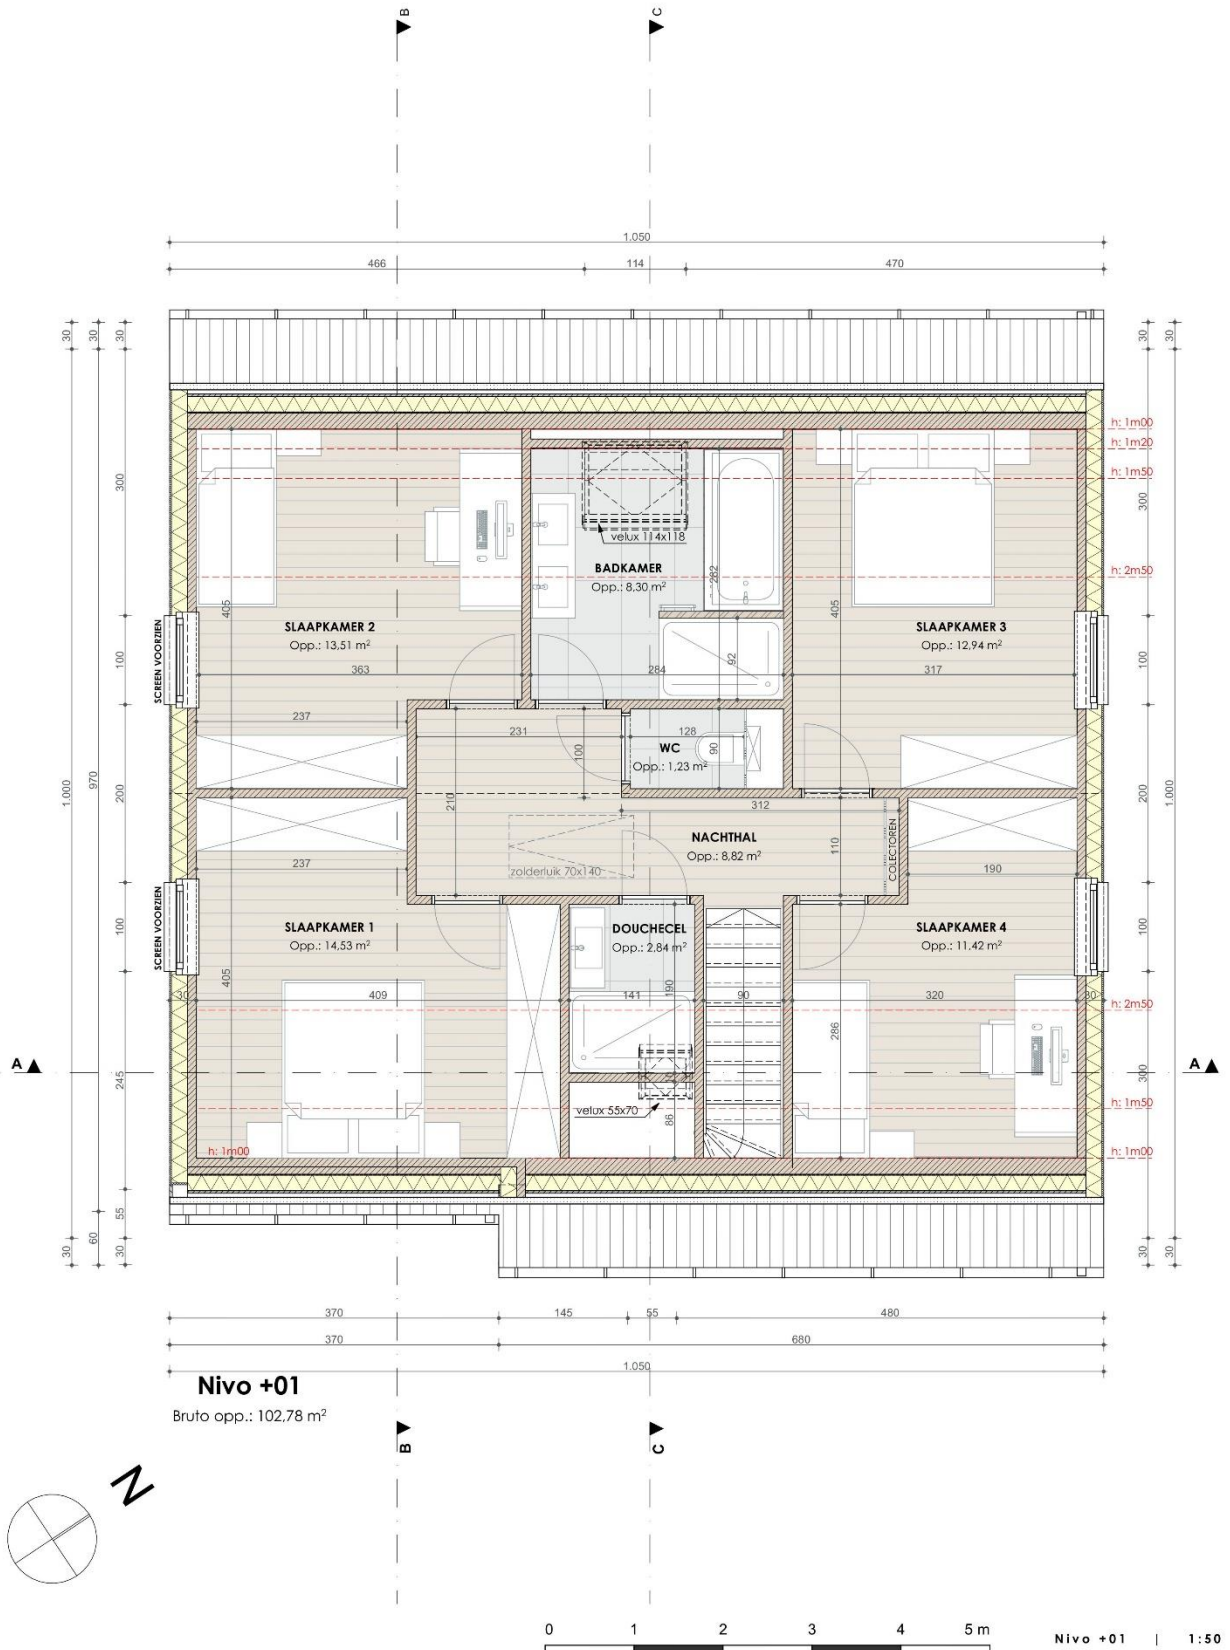 B
C
1.050
466
114
470
30
30
30
30
30
h: 1m00
h: 1m20
h: 1m50
300
300
velux 114x118
BADKAMER
Opp.: 8,30 m²
282
h: 2m50
405
405
SLAAPKAMER 2
Opp.: 13,51 m²
SLAAPKAMER 3
Opp.: 12,94 m²
SCREEN VOORZIEN
100
100
92
363
284
317
237
231
128
100
WC
90
Opp.: 1,23 m²
1.000
970
200
210
312
200
1.000
NACHTHAL
Opp.: 8,82 m²
110
COLECTOREN
zolderluik 70x140
237
190
SCREEN VOORZIEN
100
SLAAPKAMER 1
Opp.: 14,53 m²
DOUCHECEL
Opp.: 2,84 m²
SLAAPKAMER 4
Opp.: 11,42 m²
100
405
190
30
409
141
90
320
30
h: 2m50
286
A
245
300
A
velux 55x70
86
h: 1m50
h: 1m00
h: 1m00
55
60
30
30
30
30
370
145
55
480
370
680
1.050
Nivo +01
Bruto opp.: 102,78 m²
B
C
N
0 1 2 3 4 5 m
Nivo +01 | 1:50